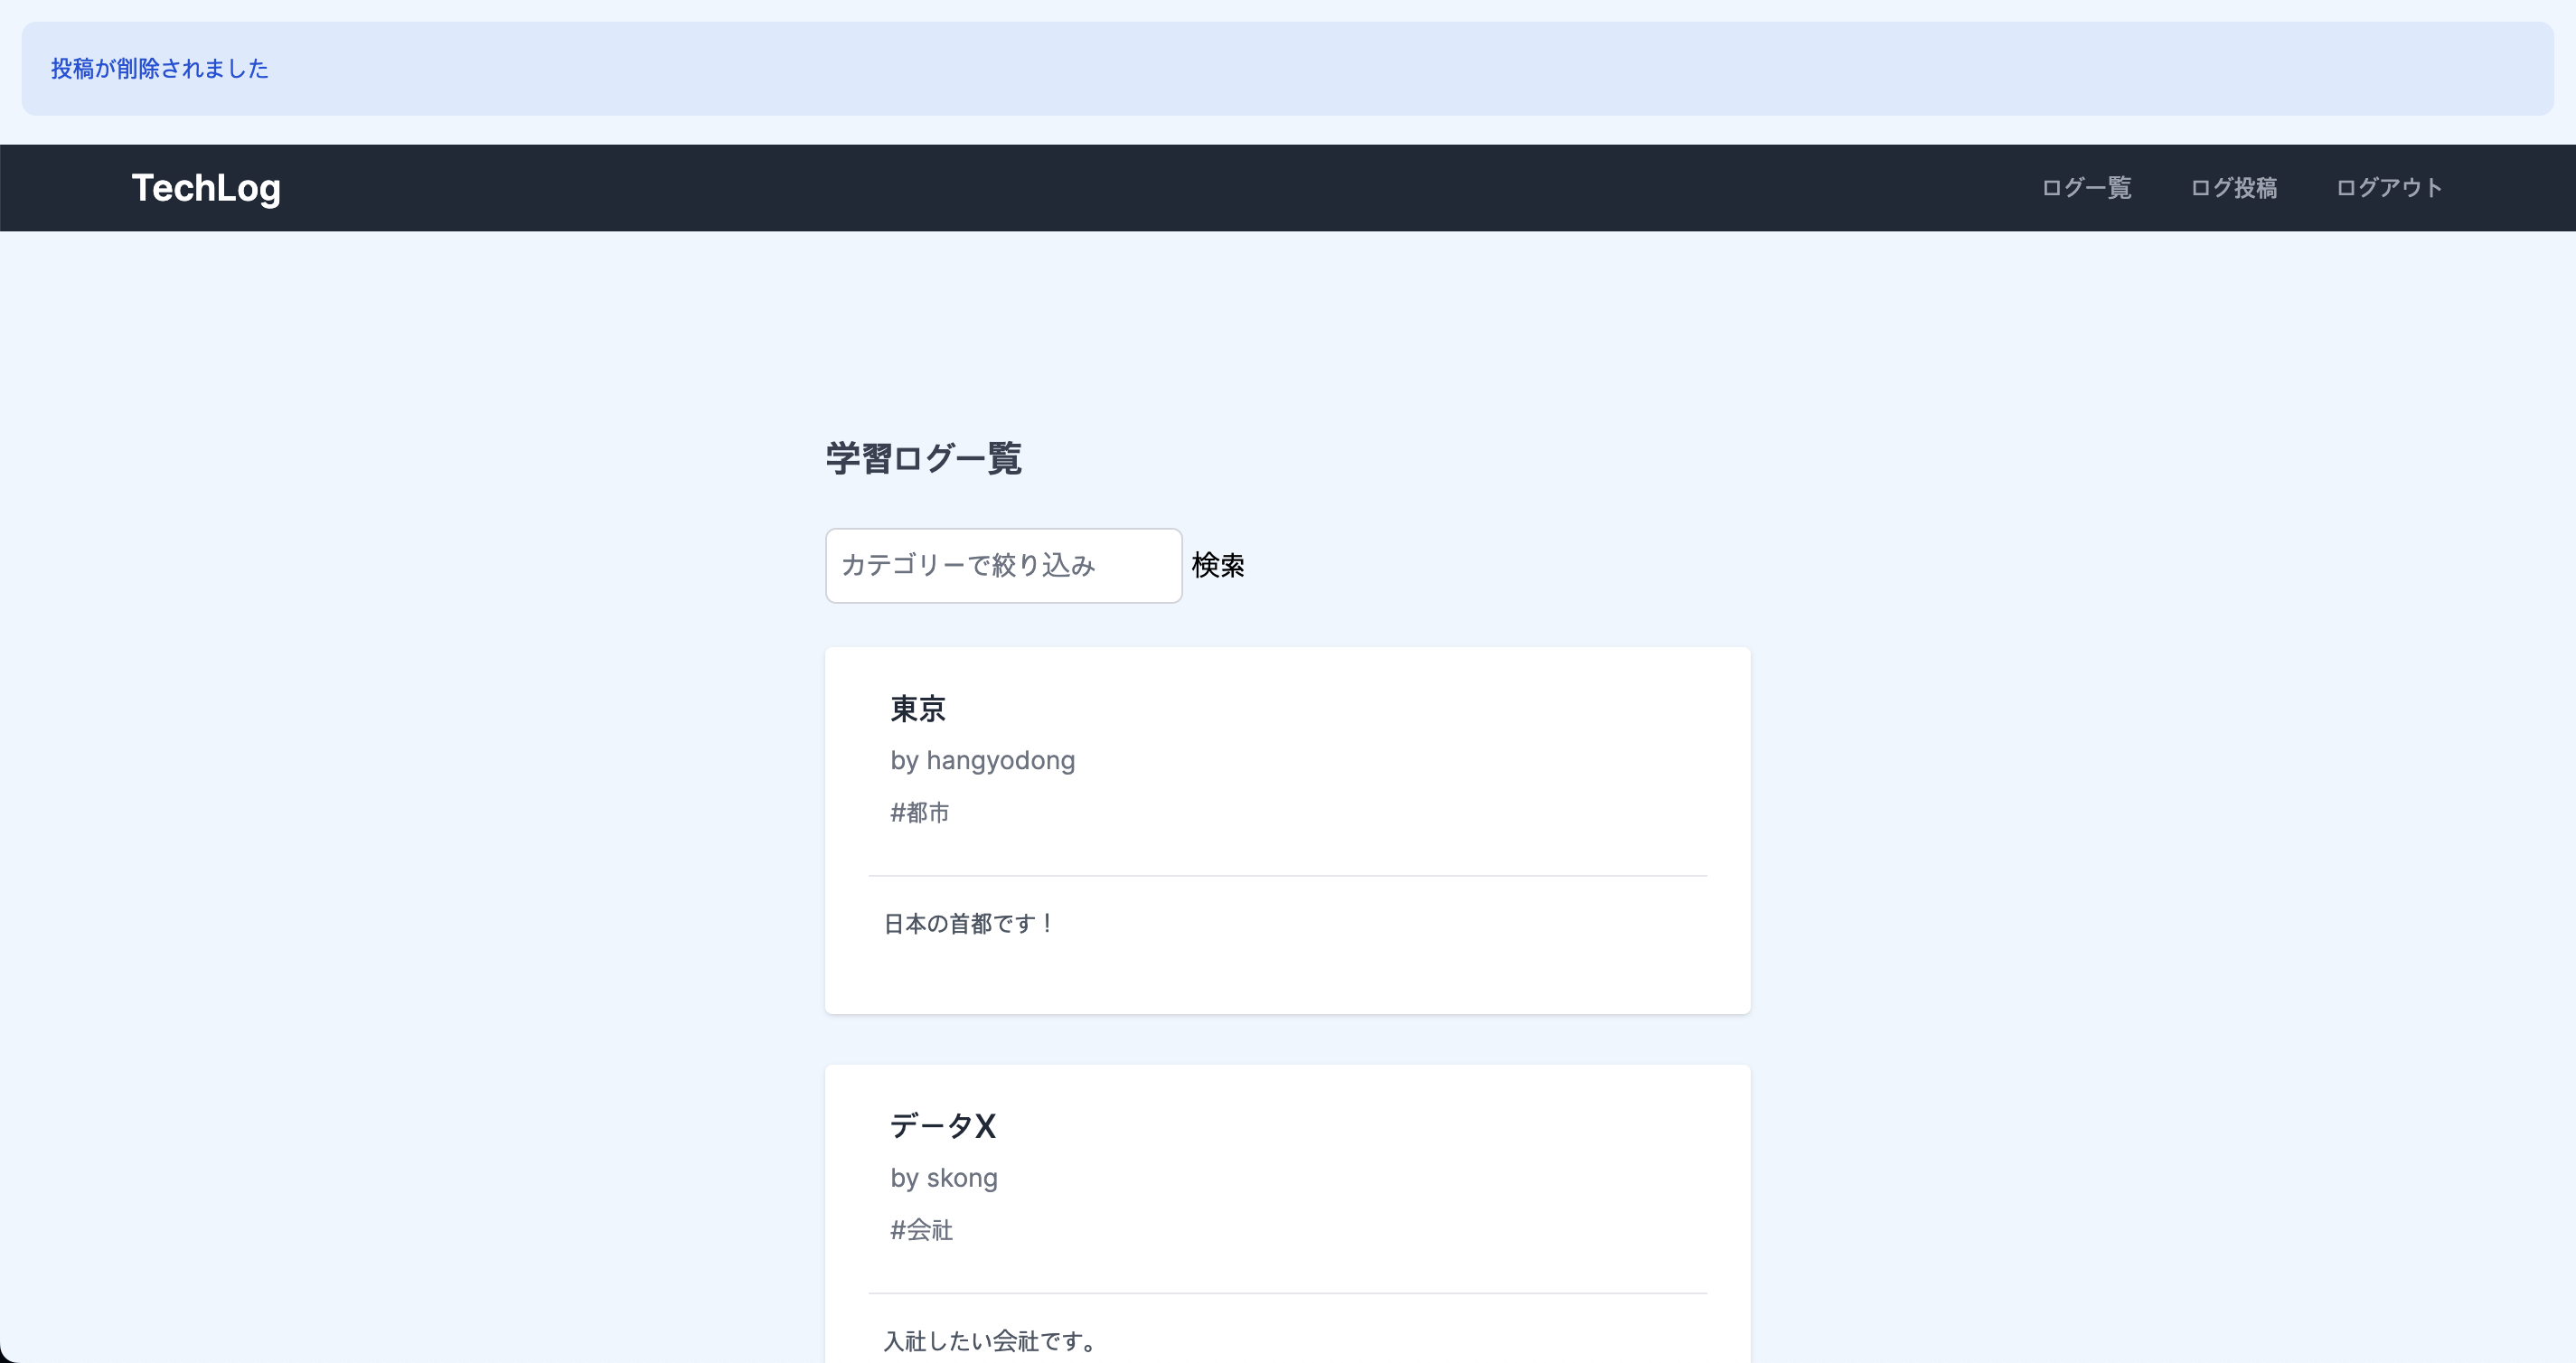 投稿が削除されました
TechLog
ログ一覧 ログ投稿 ログアウト
学習ログ一覧
カテゴリーで絞り込み 検索
東京
by hangyodong
#都市
日本の首都です！
データX
by skong
#会社
入社したい会社です。